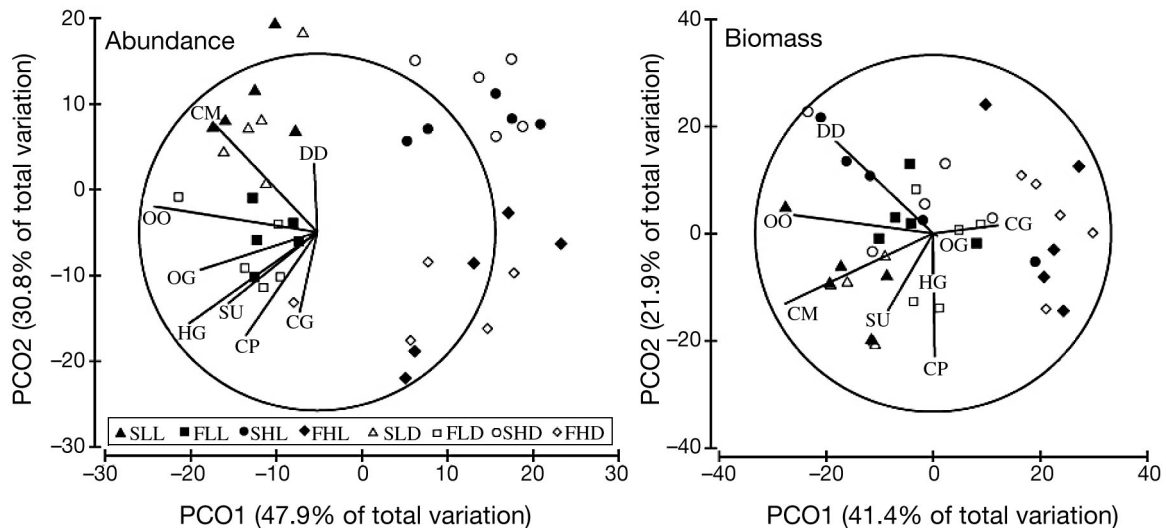 Abundance
20
10
0
−10
−20
−30
PCO2 (30.8% of total variation)
CM
DD
OO
OG
SU
HG
CP
CG
SLL FLL SHL FHL SLD FLD SHD FHD
−30 −20 −10 0 10 20 30
PCO1 (47.9% of total variation)
Biomass
40
20
0
−20
−40
PCO2 (21.9% of total variation)
DD
OO
CG
OG
HG
CM
SU
CP
−40 −20 0 20 40
PCO1 (41.4% of total variation)